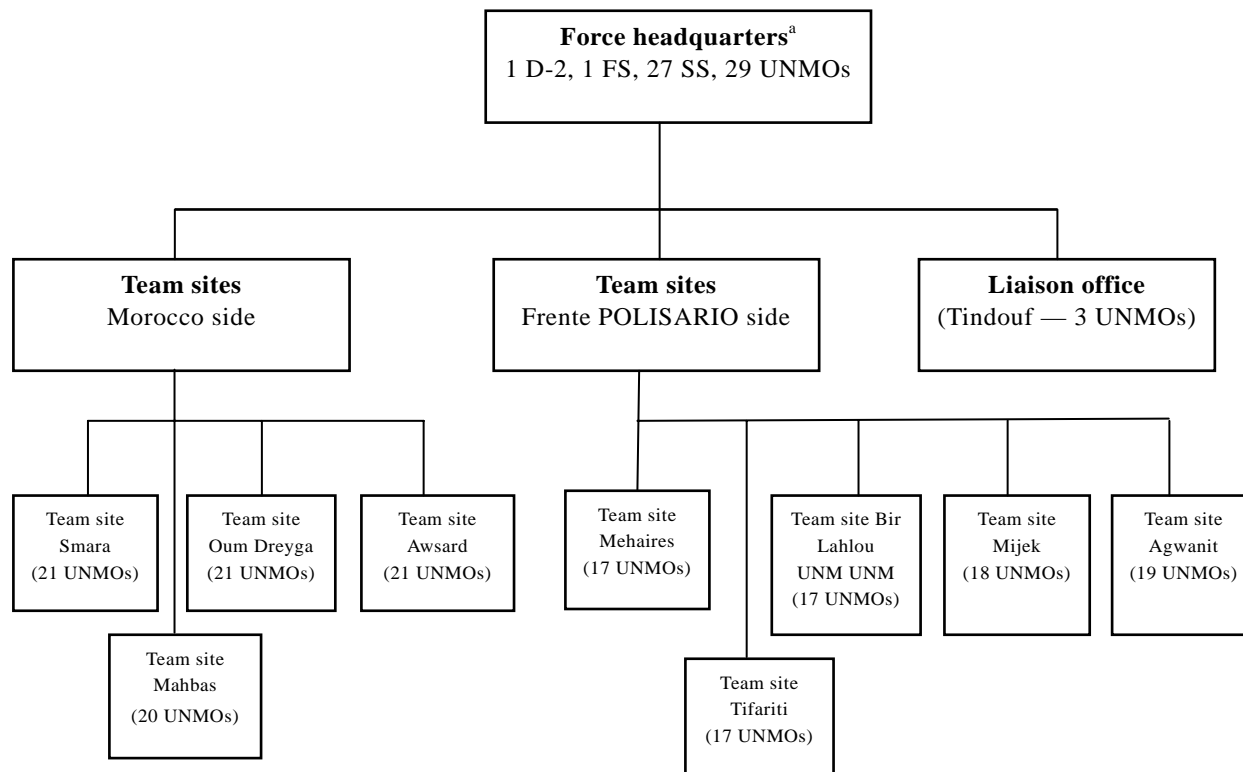 Force headquartersa
1 D-2, 1 FS, 27 SS, 29 UNMOs
Team sites
Morocco side
Team sites
Frente POLISARIO side
Liaison office
(Tindouf — 3 UNMOs)
Team site
Smara
(21 UNMOs)
Team site
Oum Dreyga
(21 UNMOs)
Team site
Awsard
(21 UNMOs)
Team site
Mehaires
(17 UNMOs)
Team site Bir
Lahlou
UNM UNM
(17 UNMOs)
Team site
Mijek
(18 UNMOs)
Team site
Agwanit
(19 UNMOs)
Team site
Mahbas
(20 UNMOs)
Team site
Tifariti
(17 UNMOs)